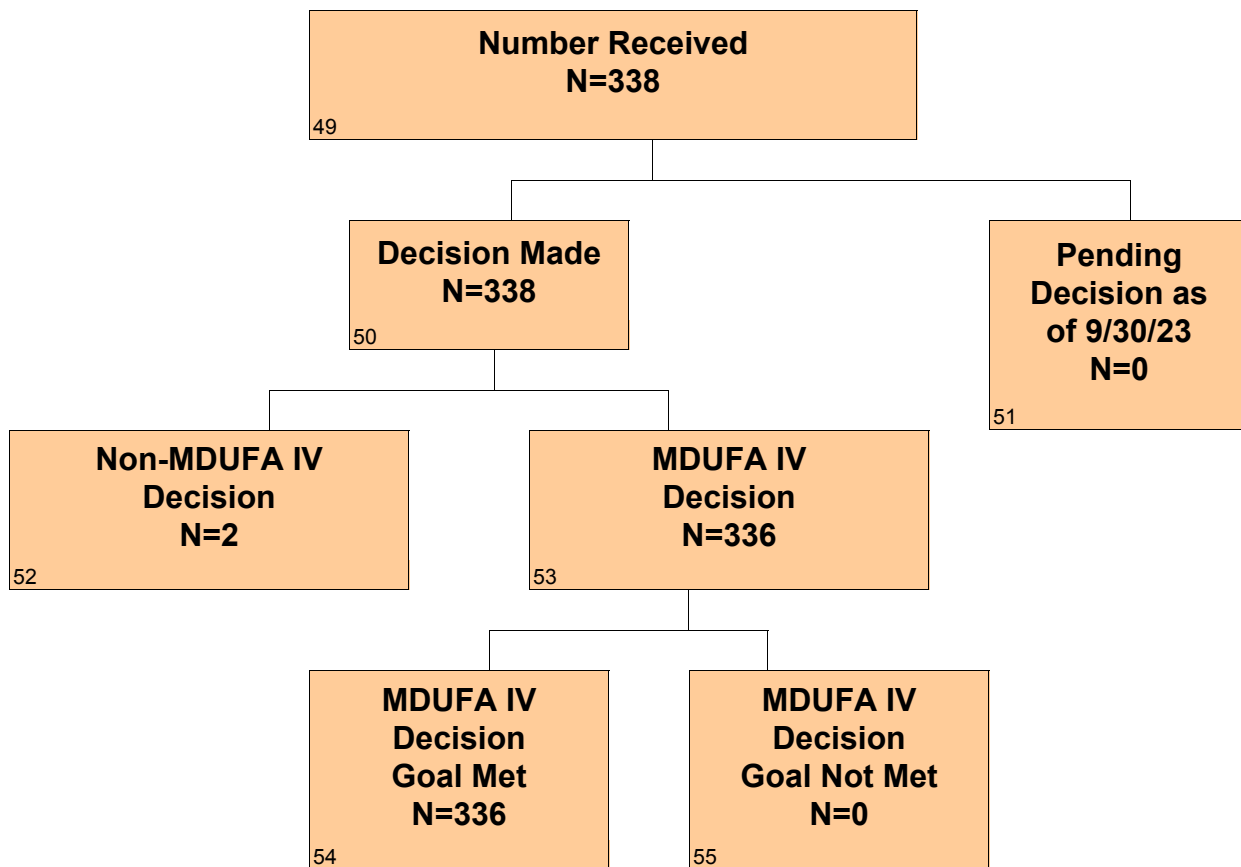 Number Received
N=338
49
Decision Made
N=338
50
Pending
Decision as
of 9/30/23
N=0
51
Non-MDUFA IV
Decision
N=2
52
MDUFA IV
Decision
N=336
53
MDUFA IV
Decision
Goal Met
N=336
54
MDUFA IV
Decision
Goal Not Met
N=0
55